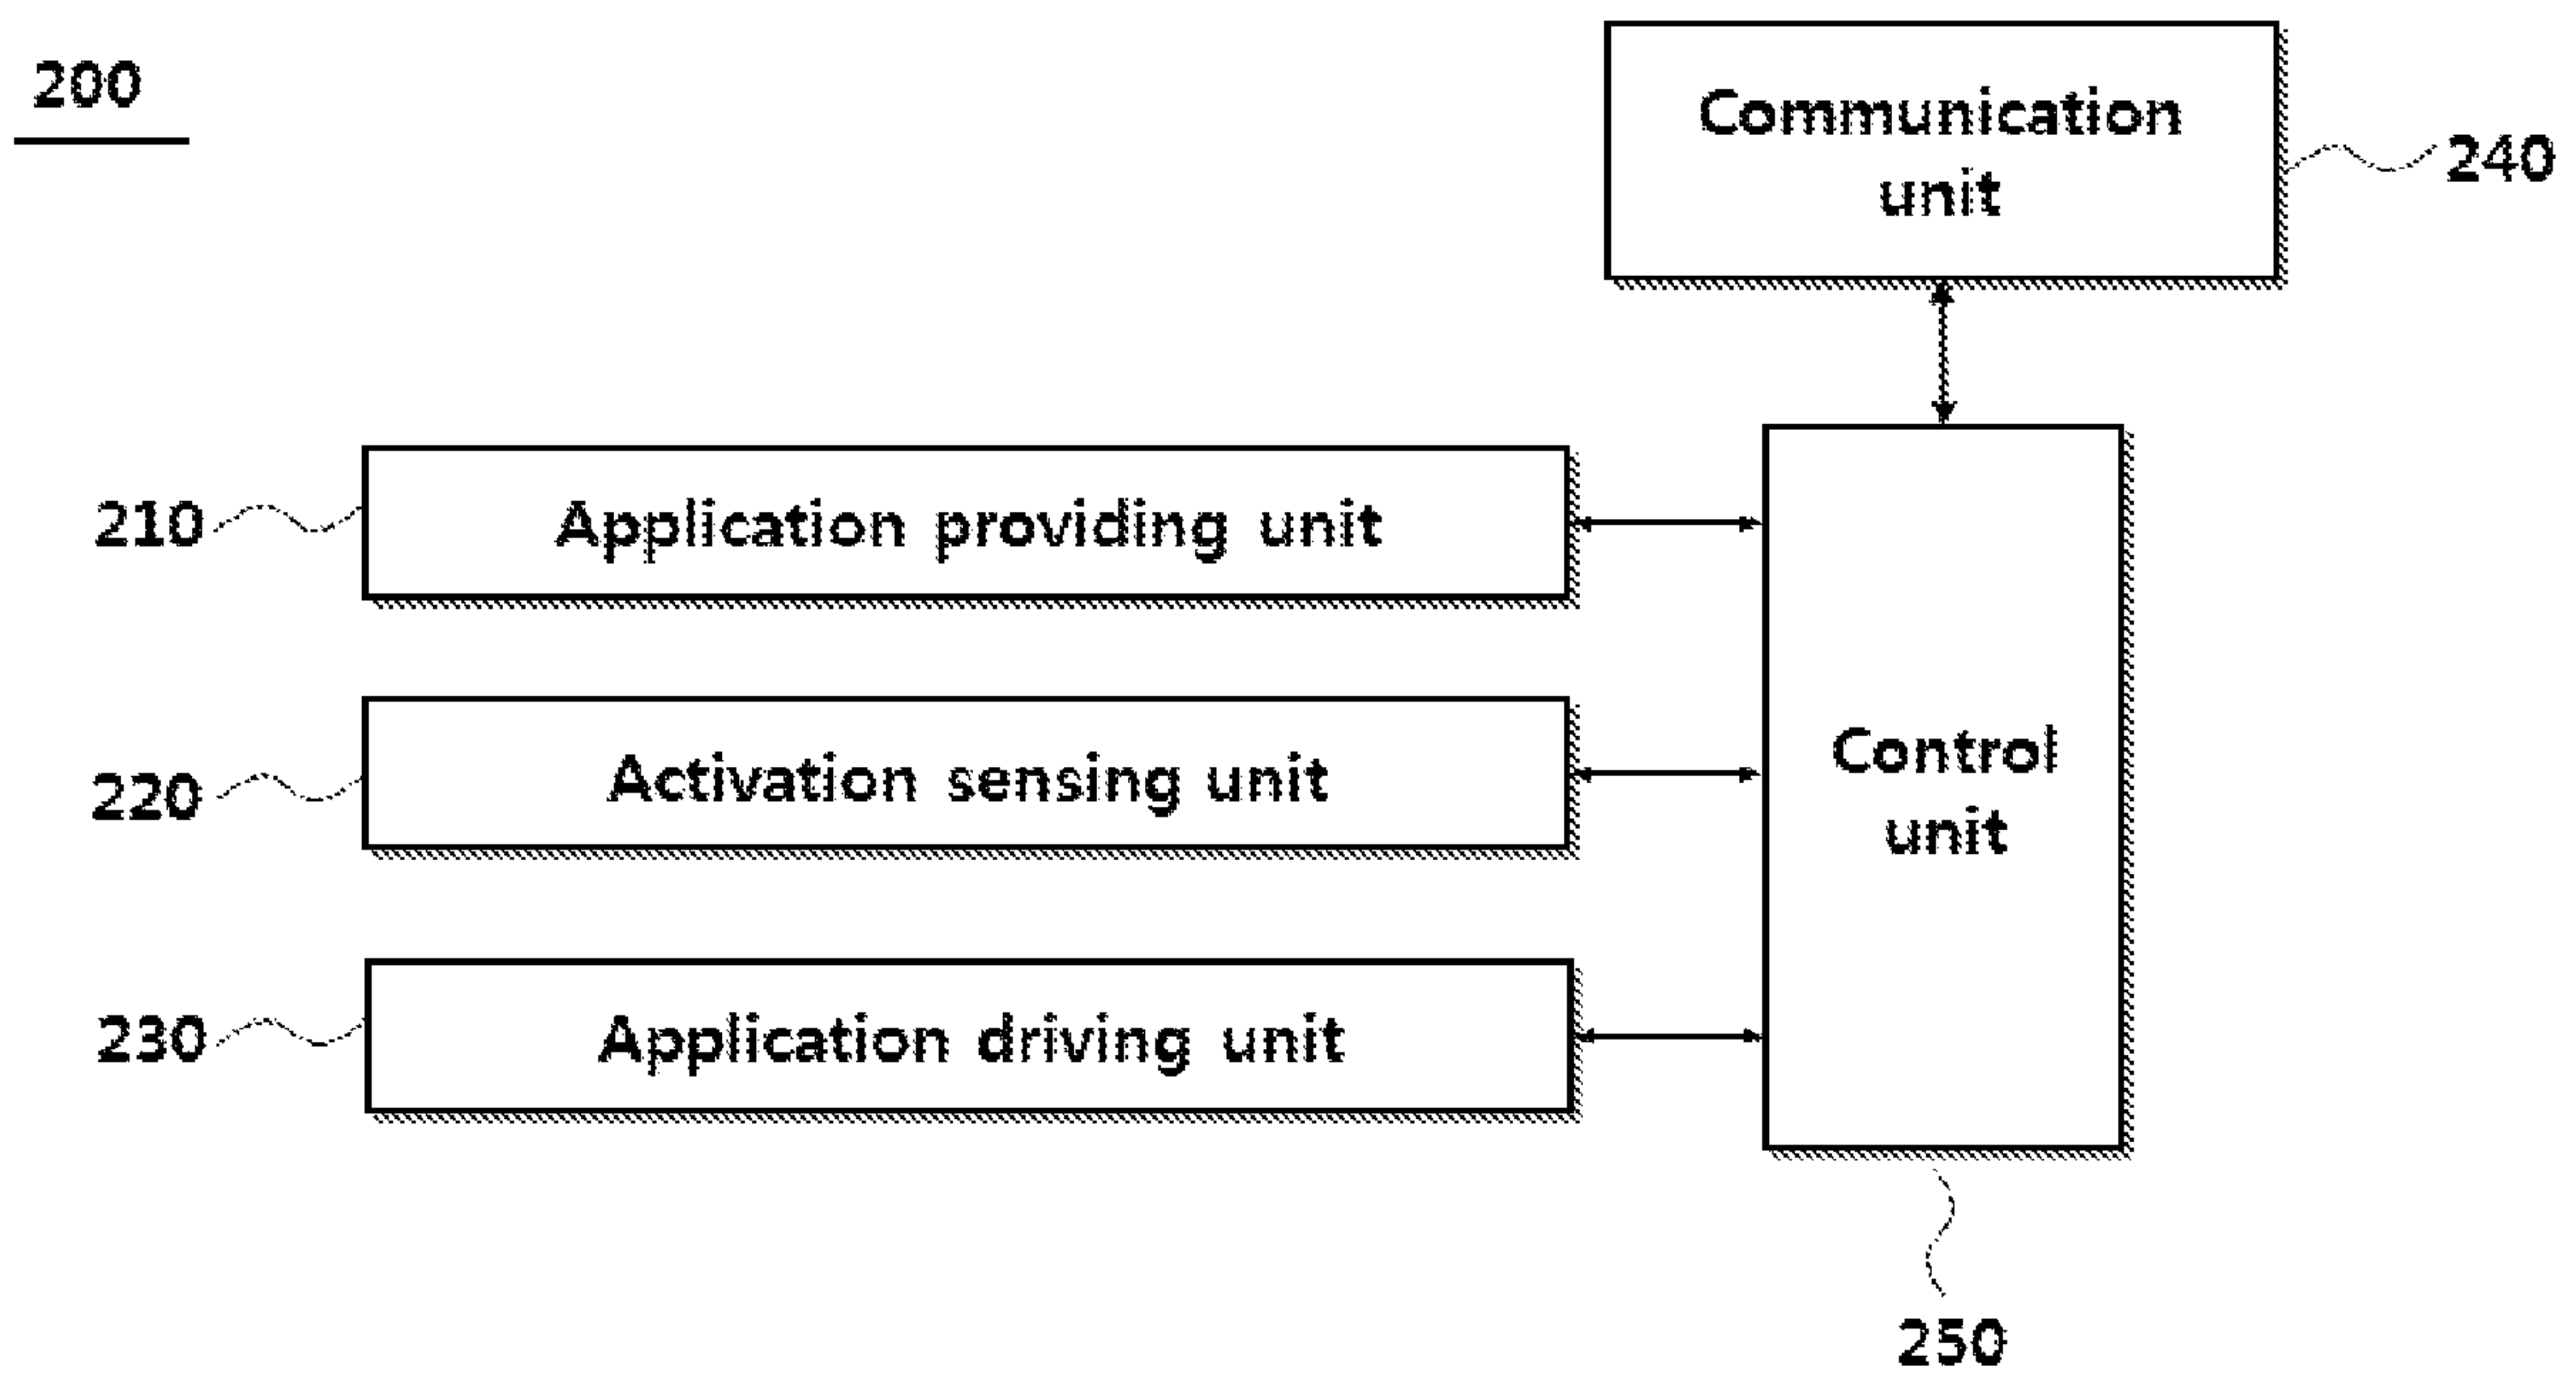 200
Communication
unit
240
210
Application providing unit
220
Activation sensing unit
Control
unit
230
Application driving unit
250